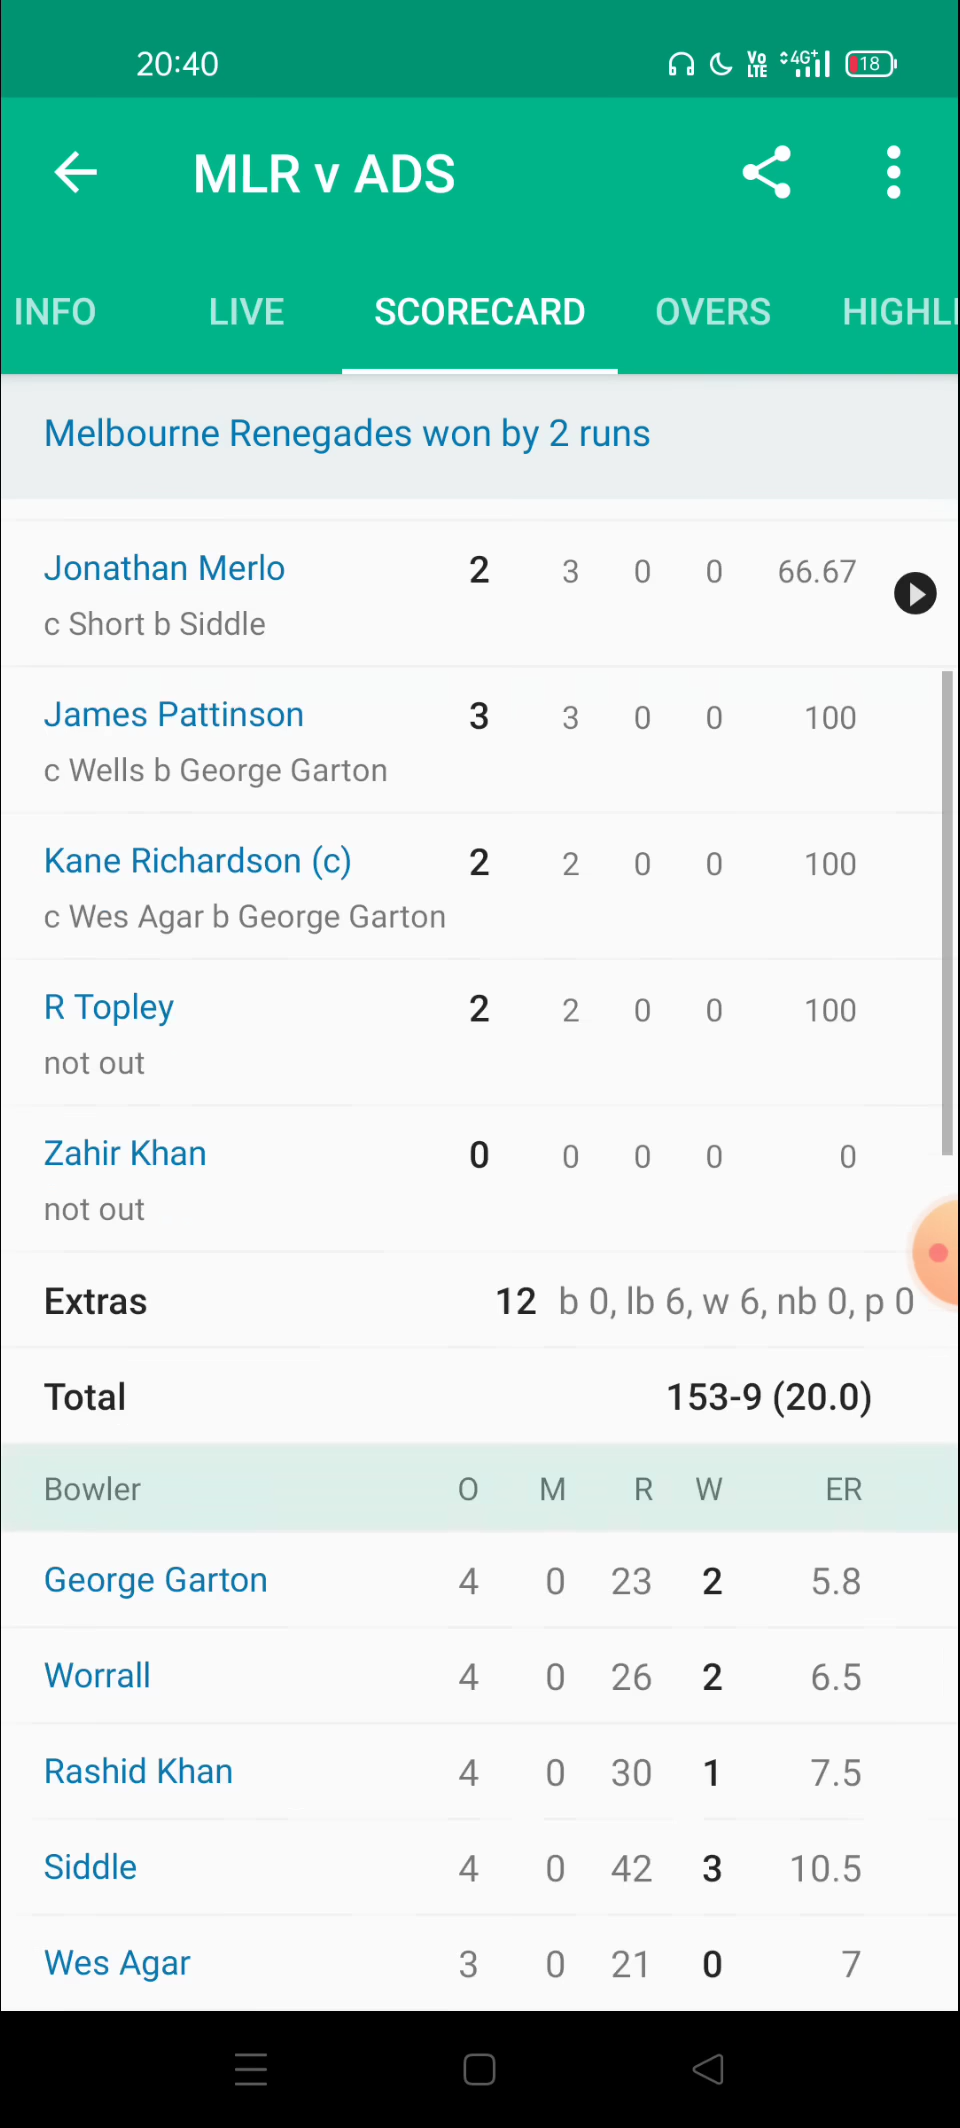 20:40 Vo LTE 4G+ 18
MLR v ADS
INFO LIVE SCORECARD OVERS HIGHLI
Melbourne Renegades won by 2 runs
Jonathan Merlo 2 3 0 0 66.67
c Short b Siddle
James Pattinson 3 3 0 0 100
c Wells b George Garton
Kane Richardson (c) 2 2 0 0 100
c Wes Agar b George Garton
R Topley 2 2 0 0 100
not out
Zahir Khan 0 0 0 0 0
not out
Extras 12 b 0, lb 6, w 6, nb 0, p 0
Total 153-9 (20.0)
Bowler O M R W ER
George Garton 4 0 23 2 5.8
Worrall 4 0 26 2 6.5
Rashid Khan 4 0 30 1 7.5
Siddle 4 0 42 3 10.5
Wes Agar 3 0 21 0 7